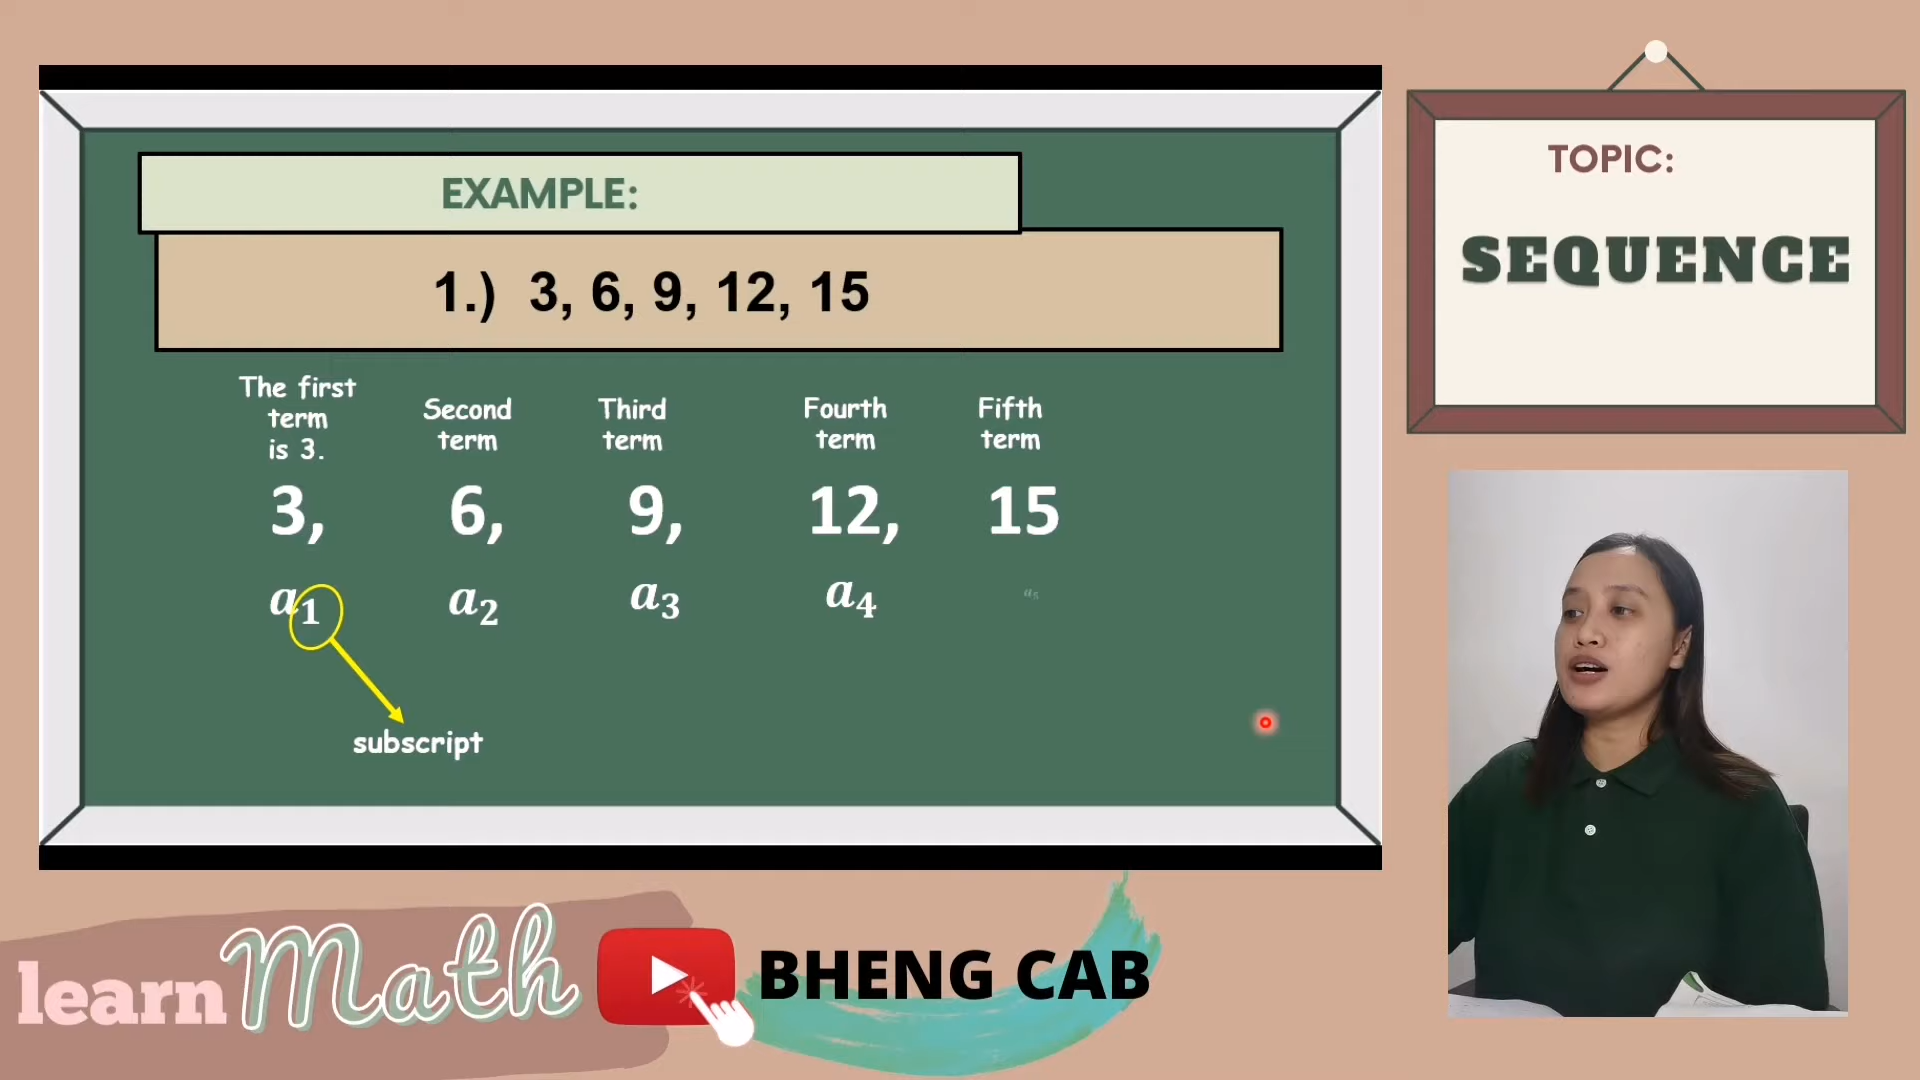 EXAMPLE:
1.) 3, 6, 9, 12, 15
The first
term
is 3.
Second
term
Third
term
Fourth
term
Fifth
term
3, 6, 9, 12, 15
a₁ a₂ a₃ a₄ a₅
subscript
TOPIC:
SEQUENCE
learn Math
BHENG CAB